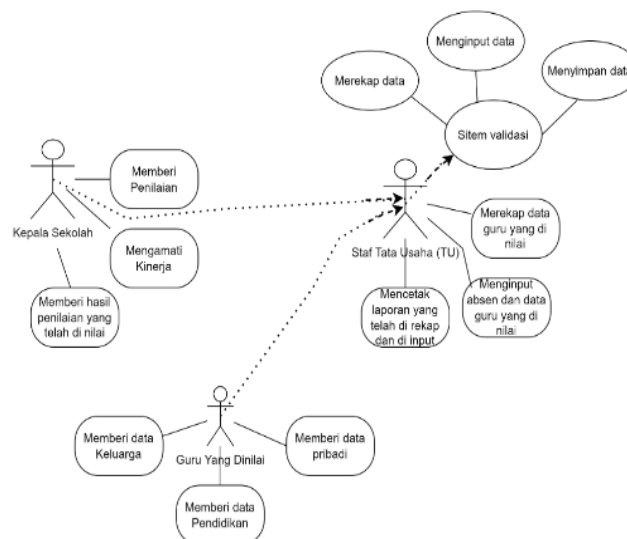 Menginput data
Merekap data
Menyimpan data
Sitem validasi
Memberi
Penilaian
Kepala Sekolah
Mengamati
Kinerja
Memberi hasil
penilaian yang
telah di nilai
Staf Tata Usaha (TU)
Merekap data
guru yang di
nilai
Mencetak
laporan yang
telah di rekap
dan di input
Menginput
absen dan data
guru yang di
nilai
Memberi data
Keluarga
Guru Yang Dinilai
Memberi data
pribadi
Memberi data
Pendidikan